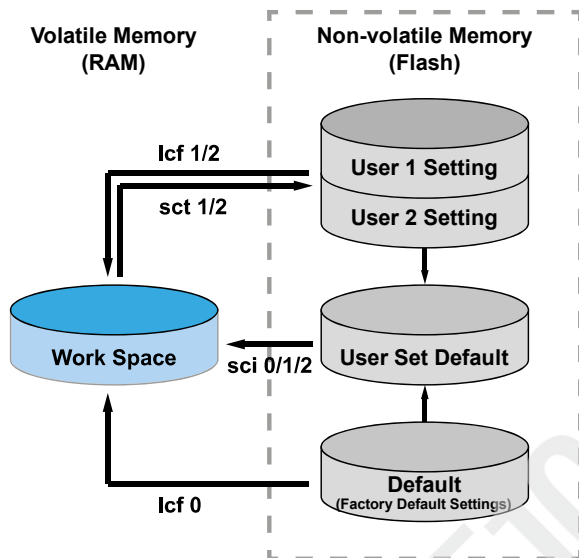 Volatile Memory
(RAM)
Non-volatile Memory
(Flash)
lcf 1/2
sct 1/2
User 1 Setting
User 2 Setting
Work Space
sci 0/1/2
User Set Default
lcf 0
Default
(Factory Default Settings)